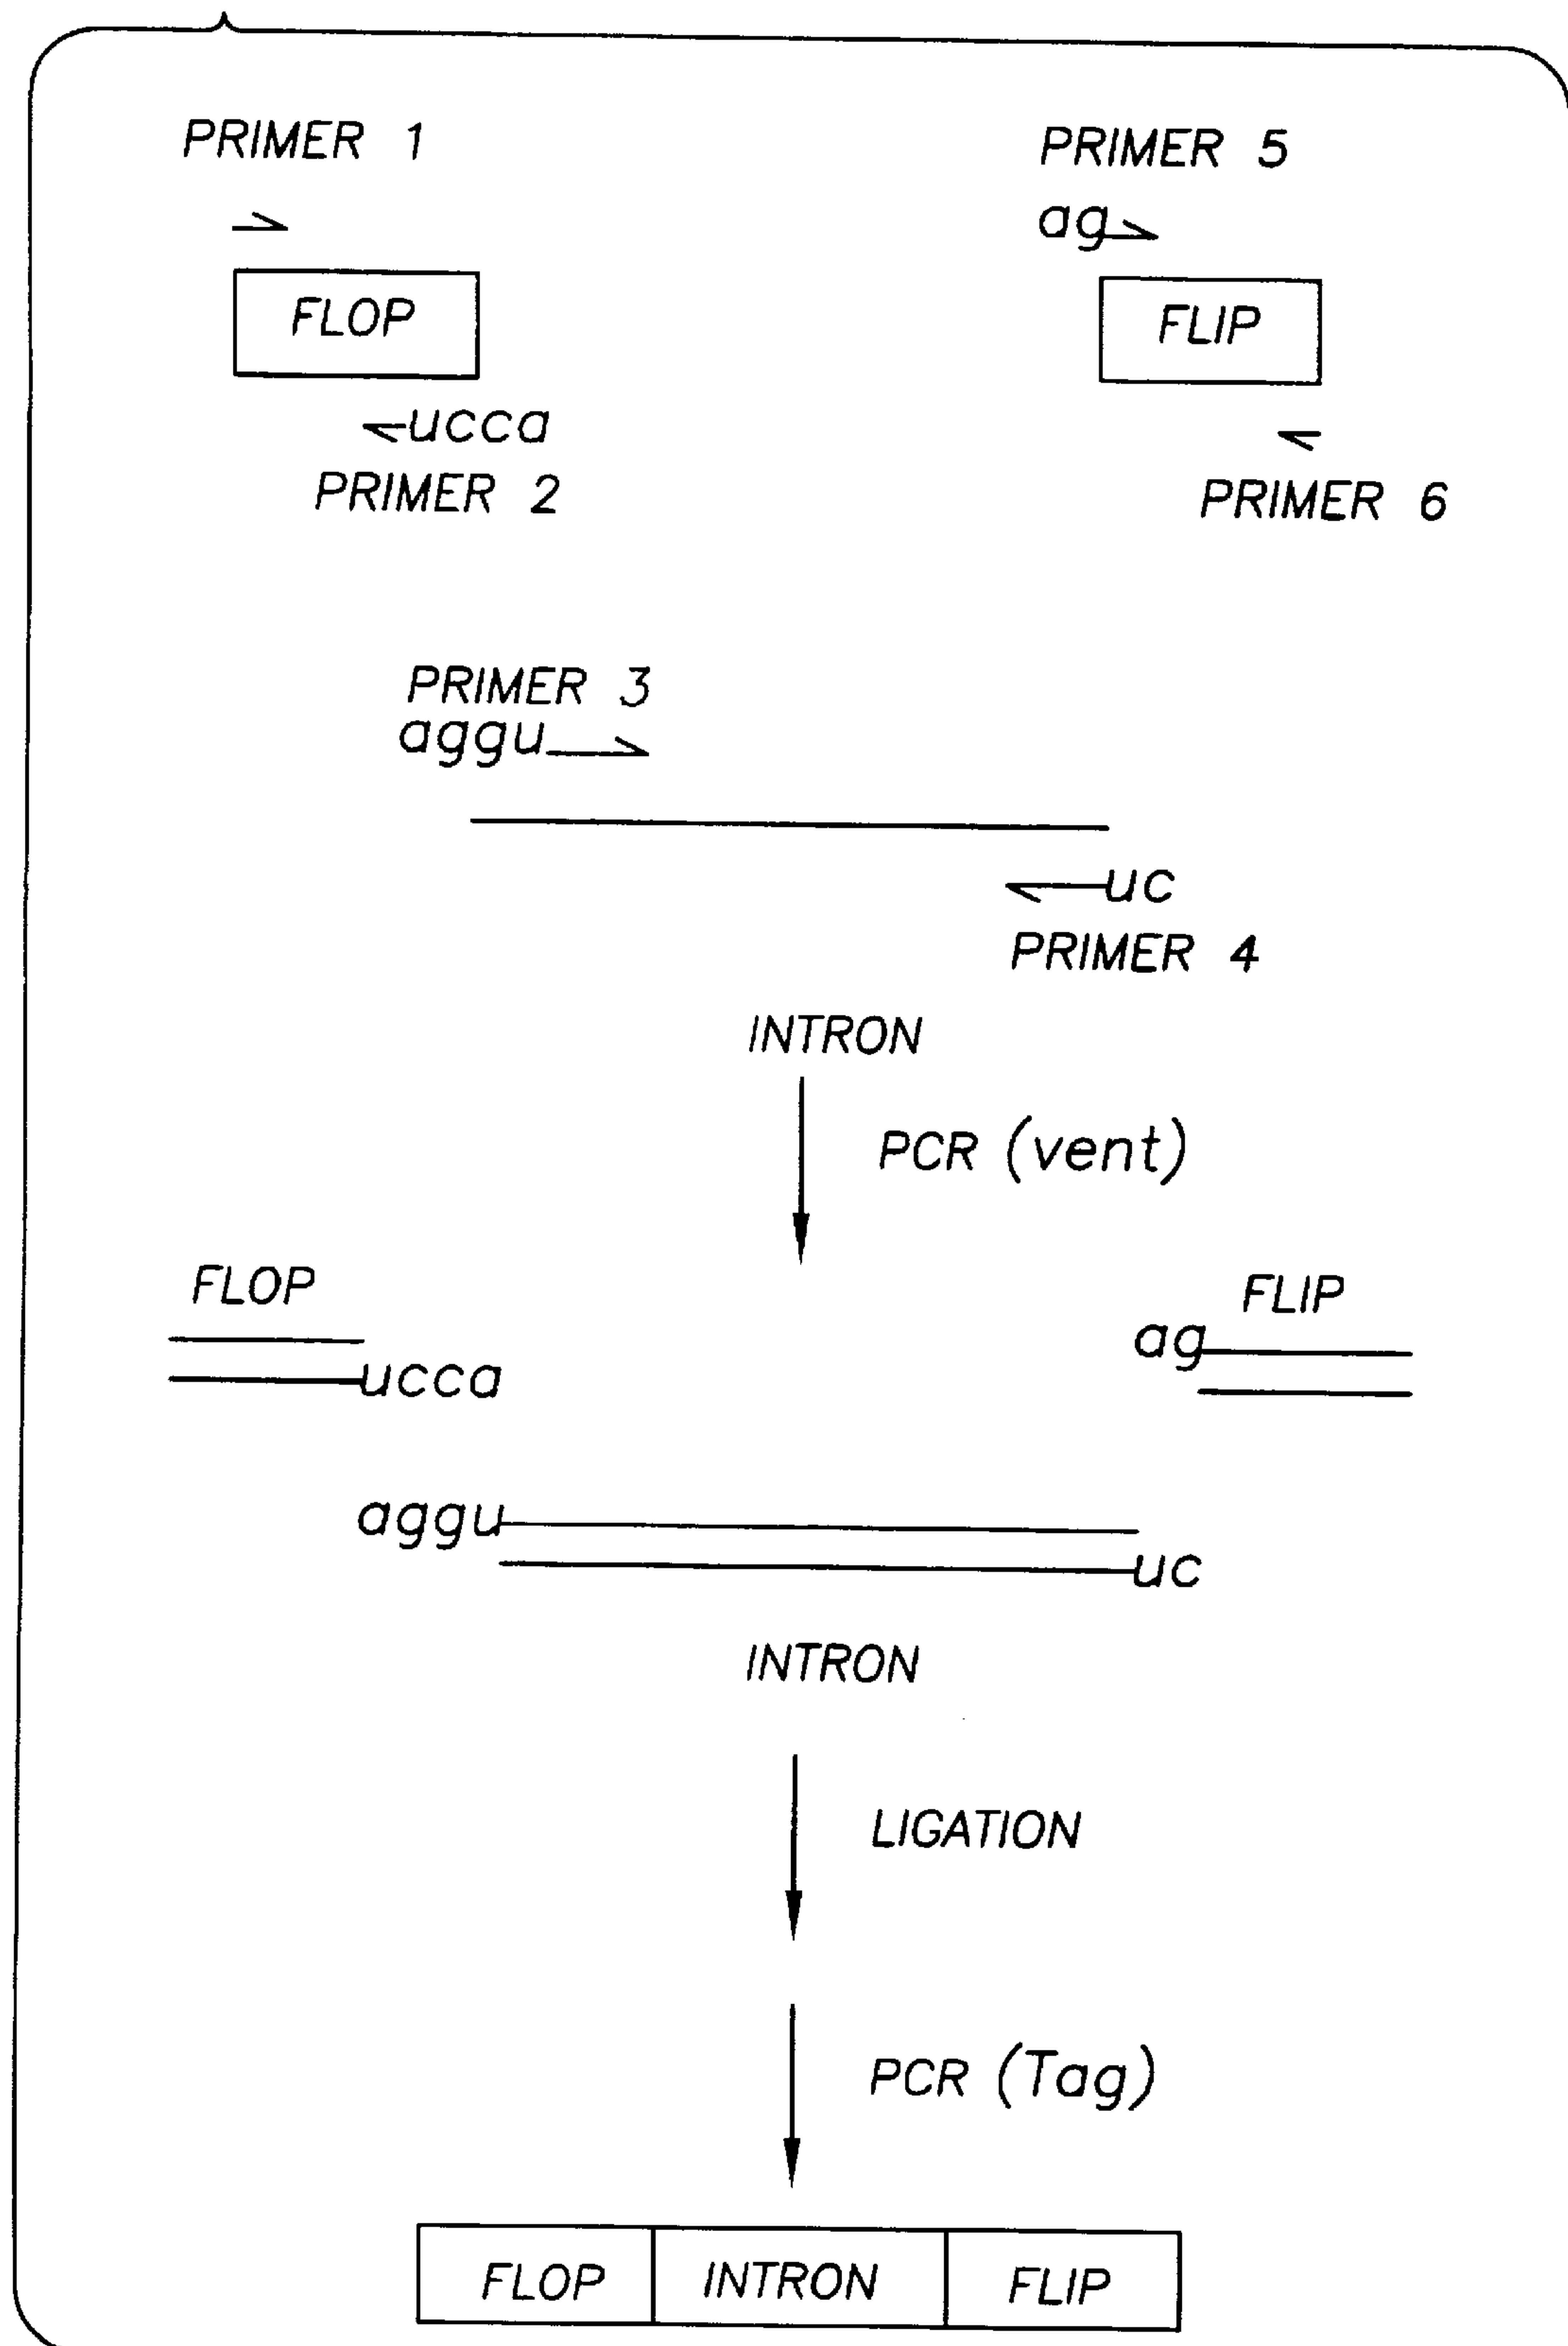 PRIMER 1
PRIMER 5
ag
FLOP
FLIP
ucca
PRIMER 2
PRIMER 6
PRIMER 3
aggu
uc
PRIMER 4
INTRON
PCR (vent)
FLOP
FLIP
ag
ucca
aggu
uc
INTRON
LIGATION
PCR (Tag)
FLOP INTRON FLIP